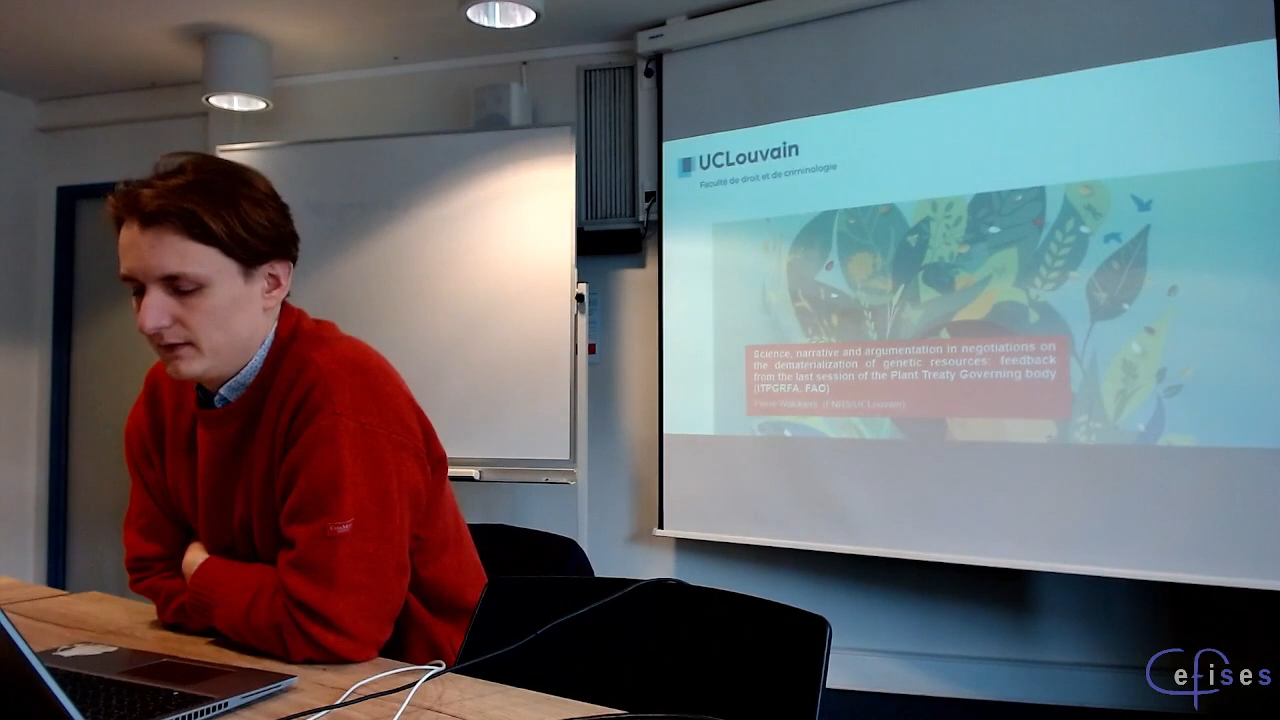 UCLouvain
Faculté de droit et de criminologie
Science, narrative and argumentation in negotiations on
the dematerialization of genetic resources: feedback
from the last session of the Plant Treaty Governing body
(ITPGRFA, FAO)
Cefises